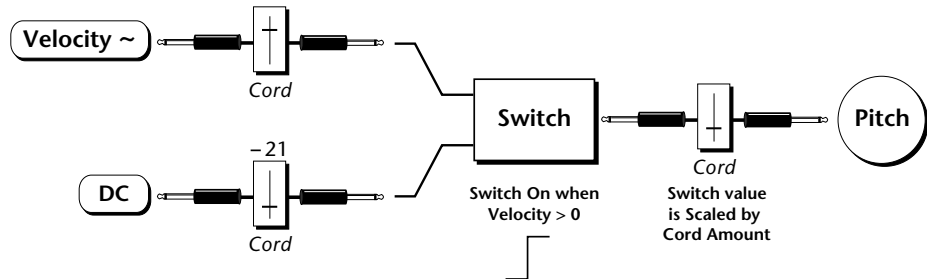 Velocity ~
Cord
–21
DC
Cord
Switch
Switch On when
Velocity > 0
Cord
Switch value
is Scaled by
Cord Amount
Pitch